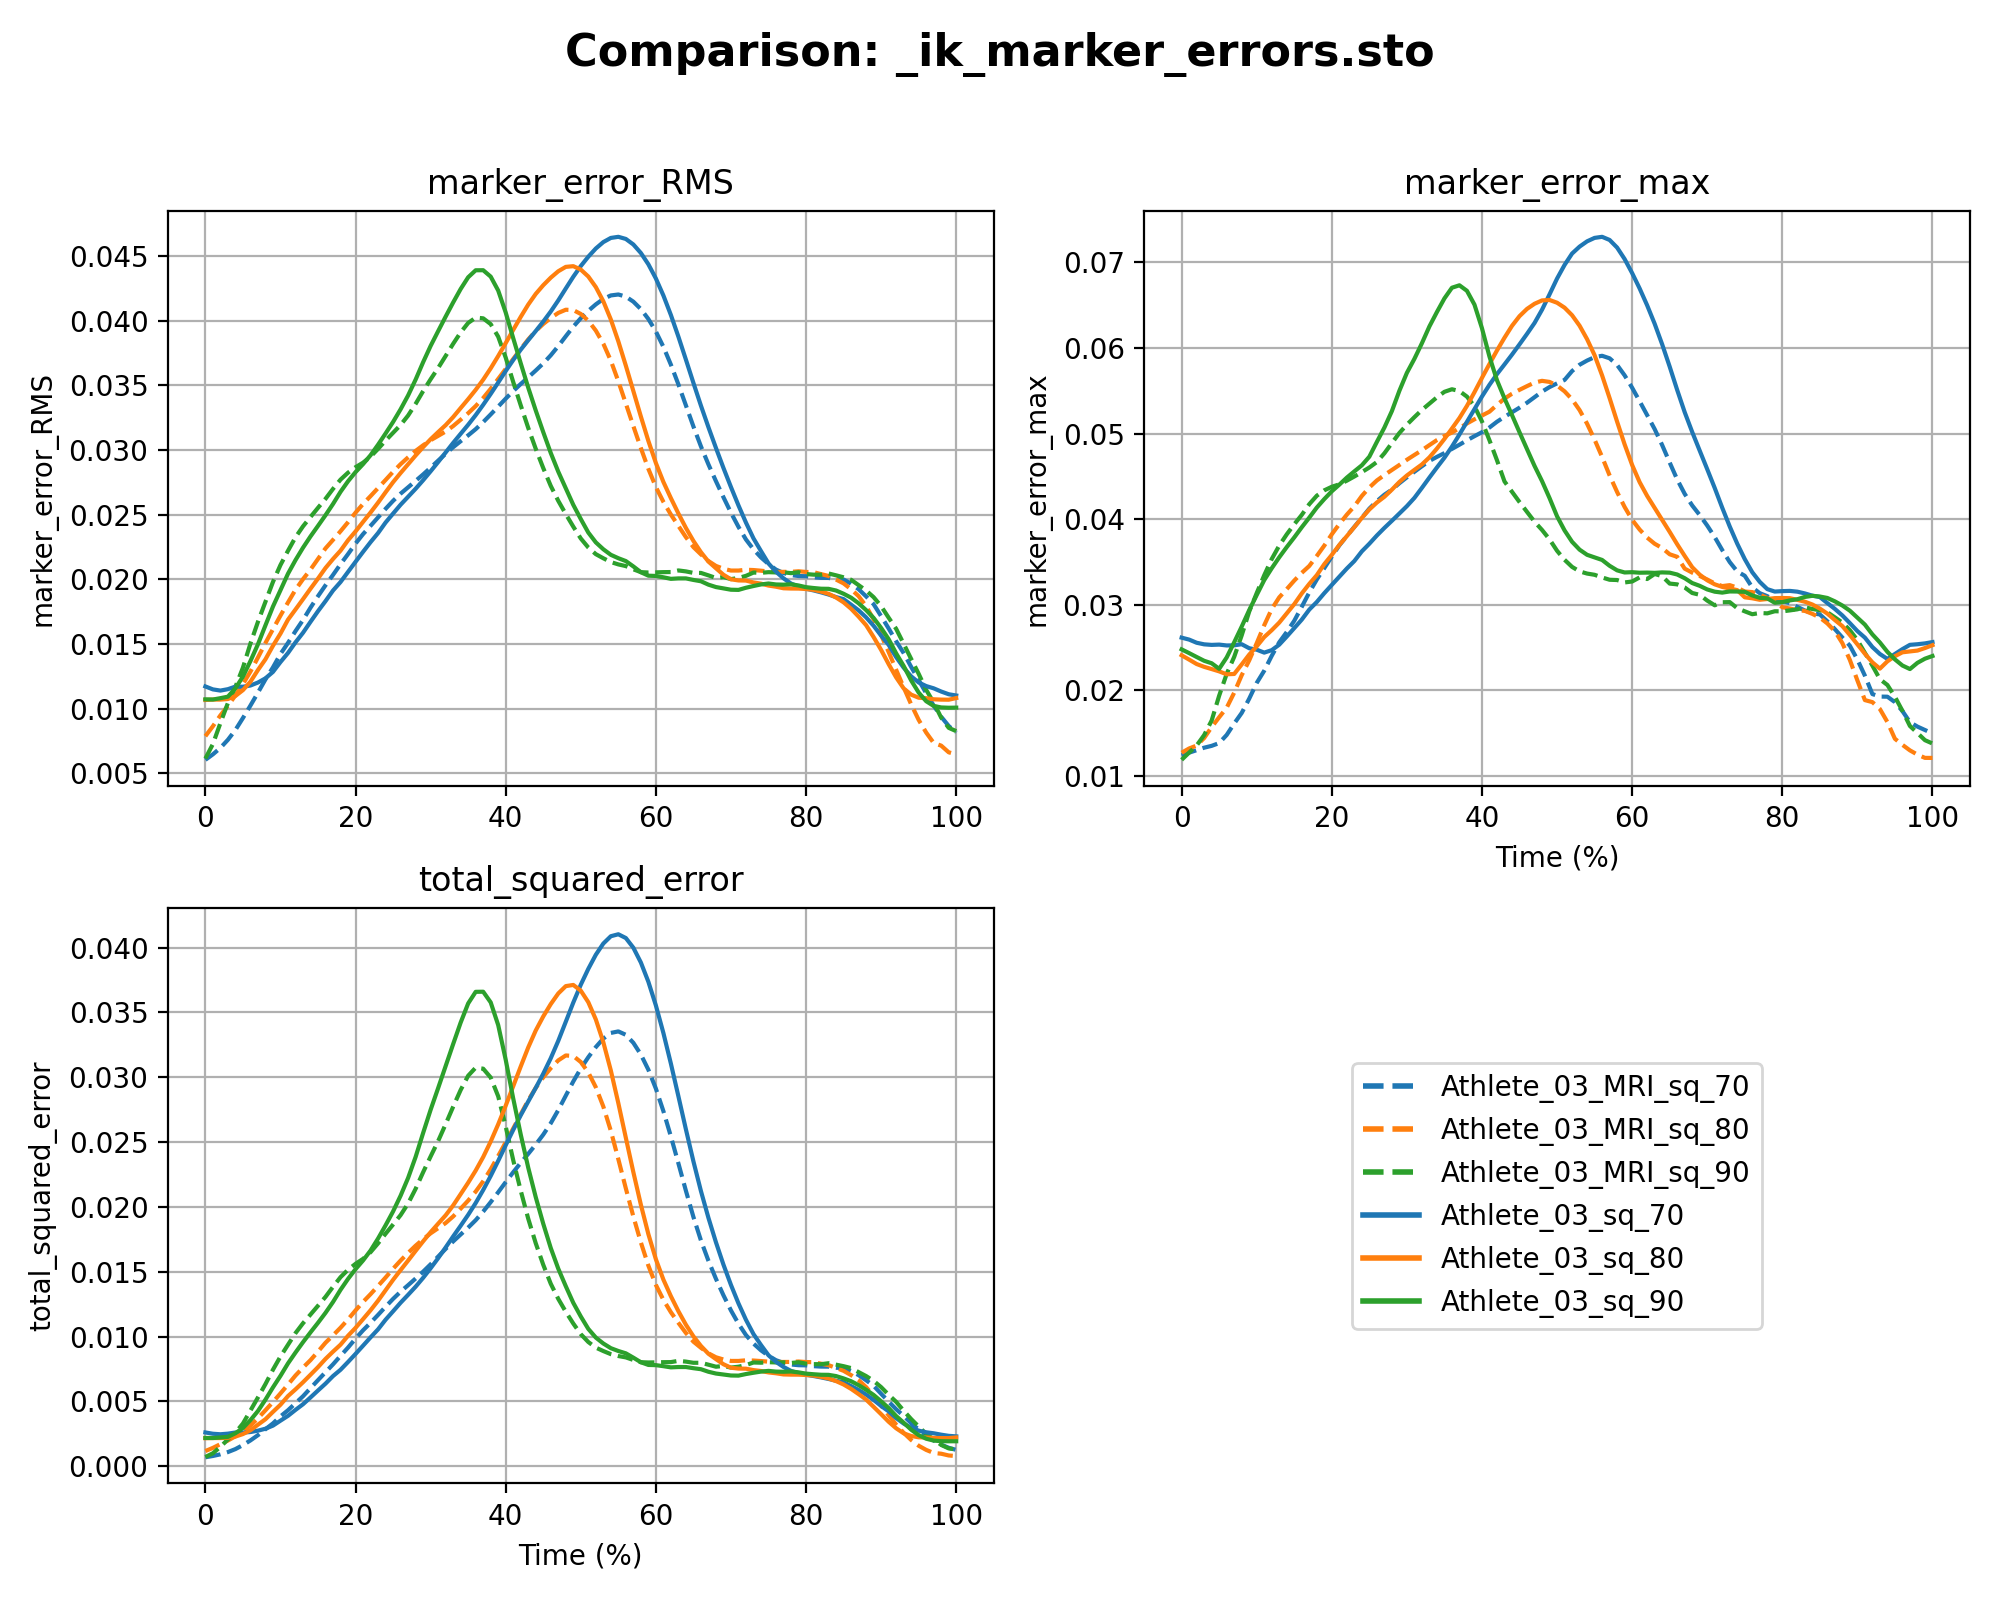 Comparison: _ik_marker_errors.sto
marker_error_RMS
marker_error_RMS
0.045
0.040
0.035
0.030
0.025
0.020
0.015
0.010
0.005
0 20 40 60 80 100
marker_error_max
marker_error_max
0.07
0.06
0.05
0.04
0.03
0.02
0.01
0 20 40 60 80 100
Time (%)
total_squared_error
total_squared_error
0.040
0.035
0.030
0.025
0.020
0.015
0.010
0.005
0.000
0 20 40 60 80 100
Time (%)
Athlete_03_MRI_sq_70
Athlete_03_MRI_sq_80
Athlete_03_MRI_sq_90
Athlete_03_sq_70
Athlete_03_sq_80
Athlete_03_sq_90